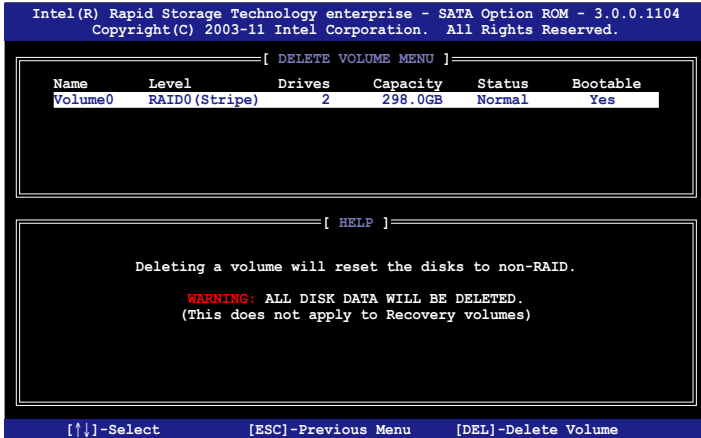 Intel(R) Rapid Storage Technology enterprise - SATA Option ROM - 3.0.0.1104
Copyright(C) 2003-11 Intel Corporation. All Rights Reserved.
[ DELETE VOLUME MENU ]
Name Level Drives Capacity Status Bootable
Volume0 RAID0(Stripe) 2 298.0GB Normal Yes
[ HELP ]
Deleting a volume will reset the disks to non-RAID.
WARNING: ALL DISK DATA WILL BE DELETED.
(This does not apply to Recovery volumes)
[↑↓]-Select [ESC]-Previous Menu [DEL]-Delete Volume